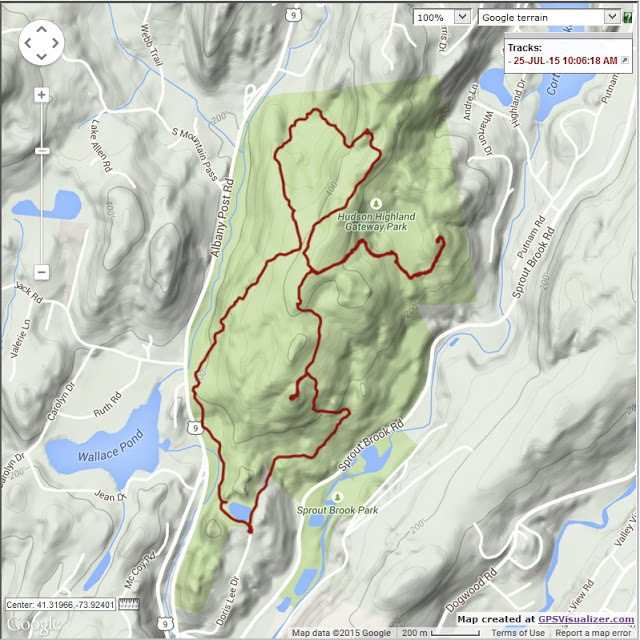 9
100%
Google terrain
Tracks:
- 25-JUL-15 10:06:18 AM
Webb Trail
200
Lake Allen Rd
S Mountain Pass
Albany Post Rd
Andre Ln
Highland Dr
Wharton Dr
Putnam Rd
Sprout Brook Rd
200
400
Hudson Highland
Gateway Park
Valerie Ln
200
Carolyn Dr
Ruth Rd
9
Wallace Pond
Sprout Brook Rd
200
Jean Dr
Sprout Brook Park
200
Mc Coy Rd
Doris Lee Dr
Dogwood Rd
View Rd
Center: 41.31966,-73.92401
Google
9
Map created at GPSVisualizer.com
Map data ©2015 Google
200 m
Terms of Use
Report a map error